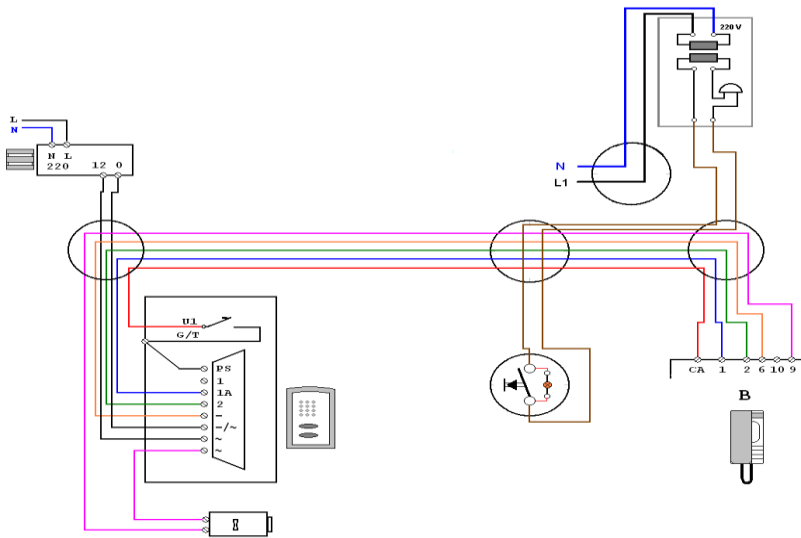 220 V
L
N
N L
220 12 0
N
L1
U1
G/T
PS
1
1A
2
–
–/~
~
~
CA 1 2 6 10 9
B